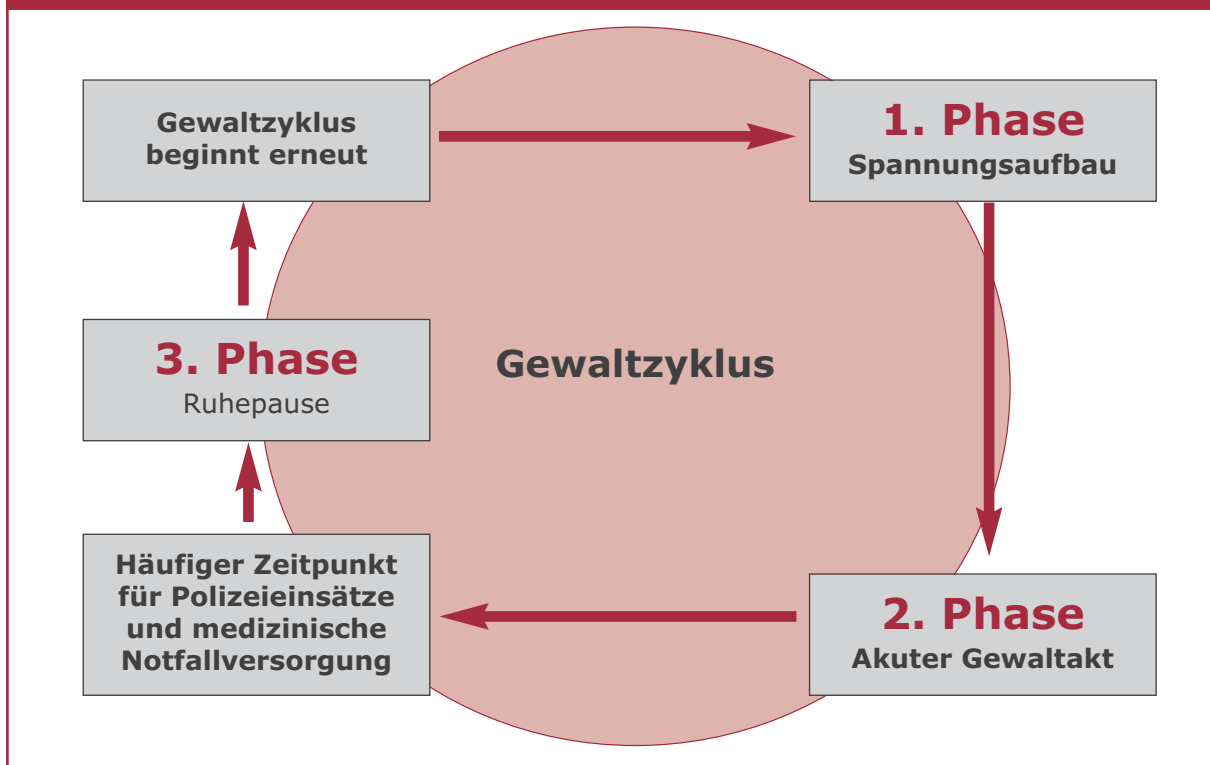 Gewaltzyklus
beginnt erneut
1. Phase
Spannungsaufbau
3. Phase
Ruhepause
Gewaltzyklus
Häufiger Zeitpunkt
für Polizeieinsätze
und medizinische
Notfallversorgung
2. Phase
Akuter Gewaltakt